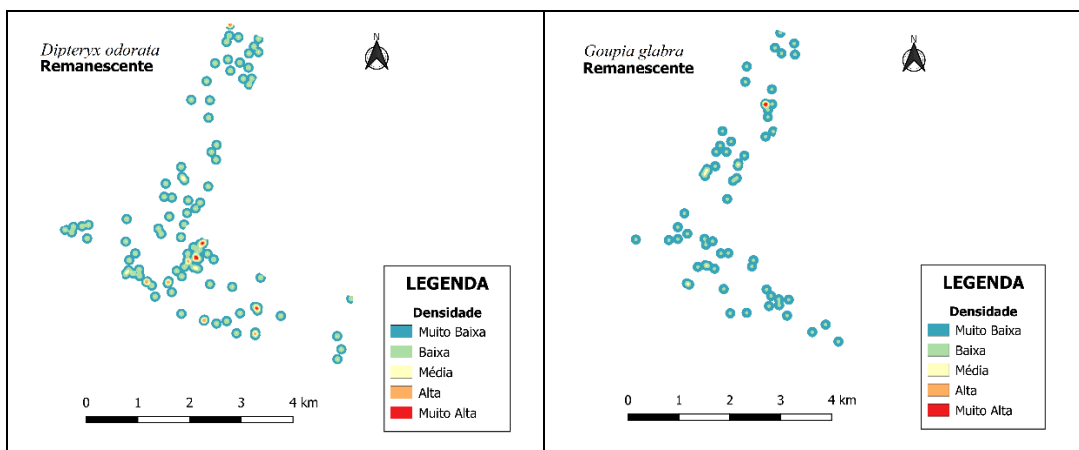 Dipteryx odorata
Remanescente
N
LEGENDA
Densidade
Muito Baixa
Baixa
Média
Alta
Muito Alta
0 1 2 3 4 km
Goupia glabra
Remanescente
N
LEGENDA
Densidade
Muito Baixa
Baixa
Média
Alta
Muito Alta
0 1 2 3 4 km